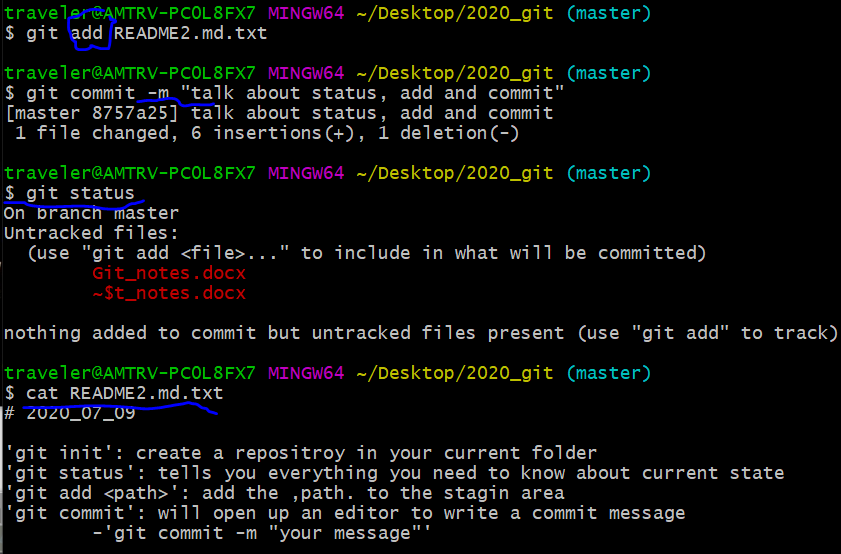 traveler@AMTRV-PCOL8FX7 MINGW64 ~/Desktop/2020_git (master)
$ git add README2.md.txt
traveler@AMTRV-PCOL8FX7 MINGW64 ~/Desktop/2020_git (master)
$ git commit -m "talk about status, add and commit"
[master 8757a25] talk about status, add and commit
 1 file changed, 6 insertions(+), 1 deletion(-)
traveler@AMTRV-PCOL8FX7 MINGW64 ~/Desktop/2020_git (master)
$ git status
On branch master
Untracked files:
  (use "git add <file>..." to include in what will be committed)
        Git_notes.docx
        ~$t_notes.docx
nothing added to commit but untracked files present (use "git add" to track)
traveler@AMTRV-PCOL8FX7 MINGW64 ~/Desktop/2020_git (master)
$ cat README2.md.txt
# 2020_07_09
'git init': create a repositroy in your current folder
'git status': tells you everything you need to know about current state
'git add <path>': add the ,path. to the stagin area
'git commit': will open up an editor to write a commit message
        -'git commit -m "your message"'